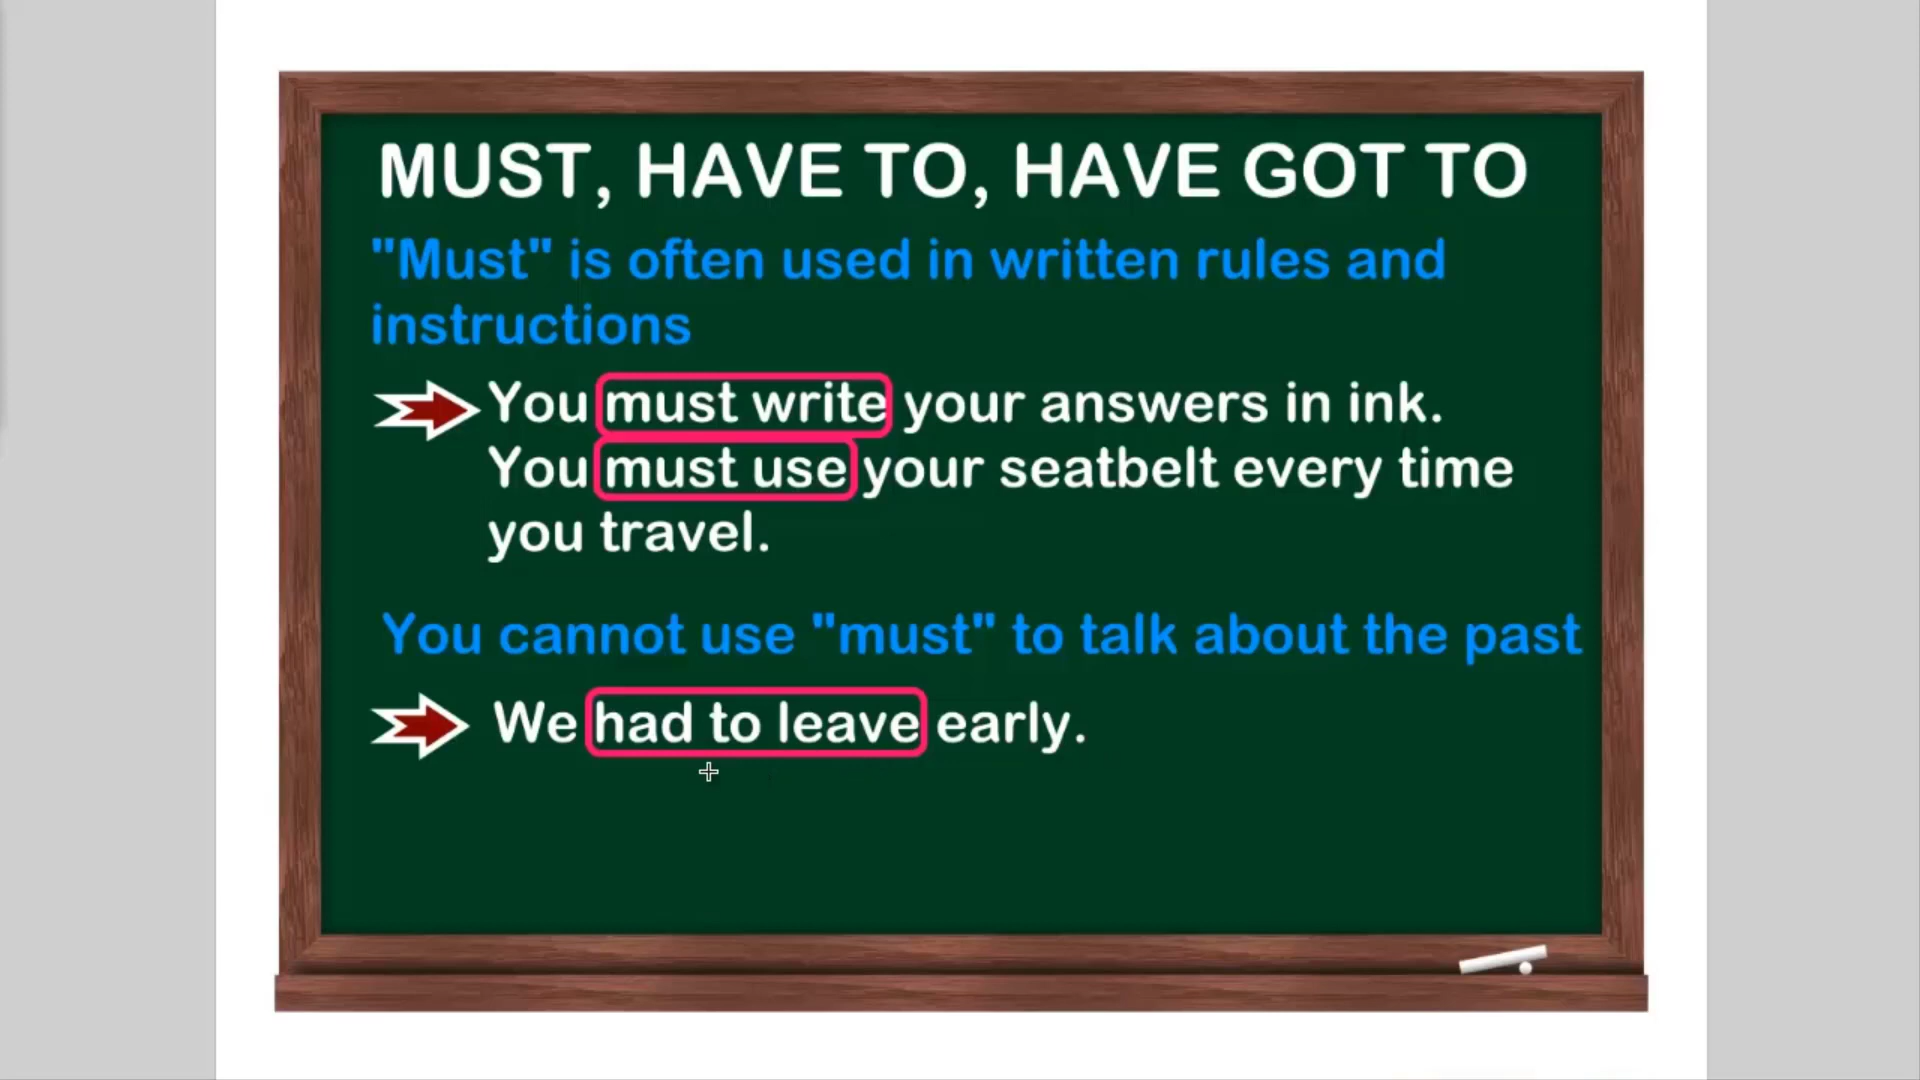 MUST, HAVE TO, HAVE GOT TO
"Must" is often used in written rules and
instructions
You must write your answers in ink.
You must use your seatbelt every time
you travel.
You cannot use "must" to talk about the past
We had to leave early.